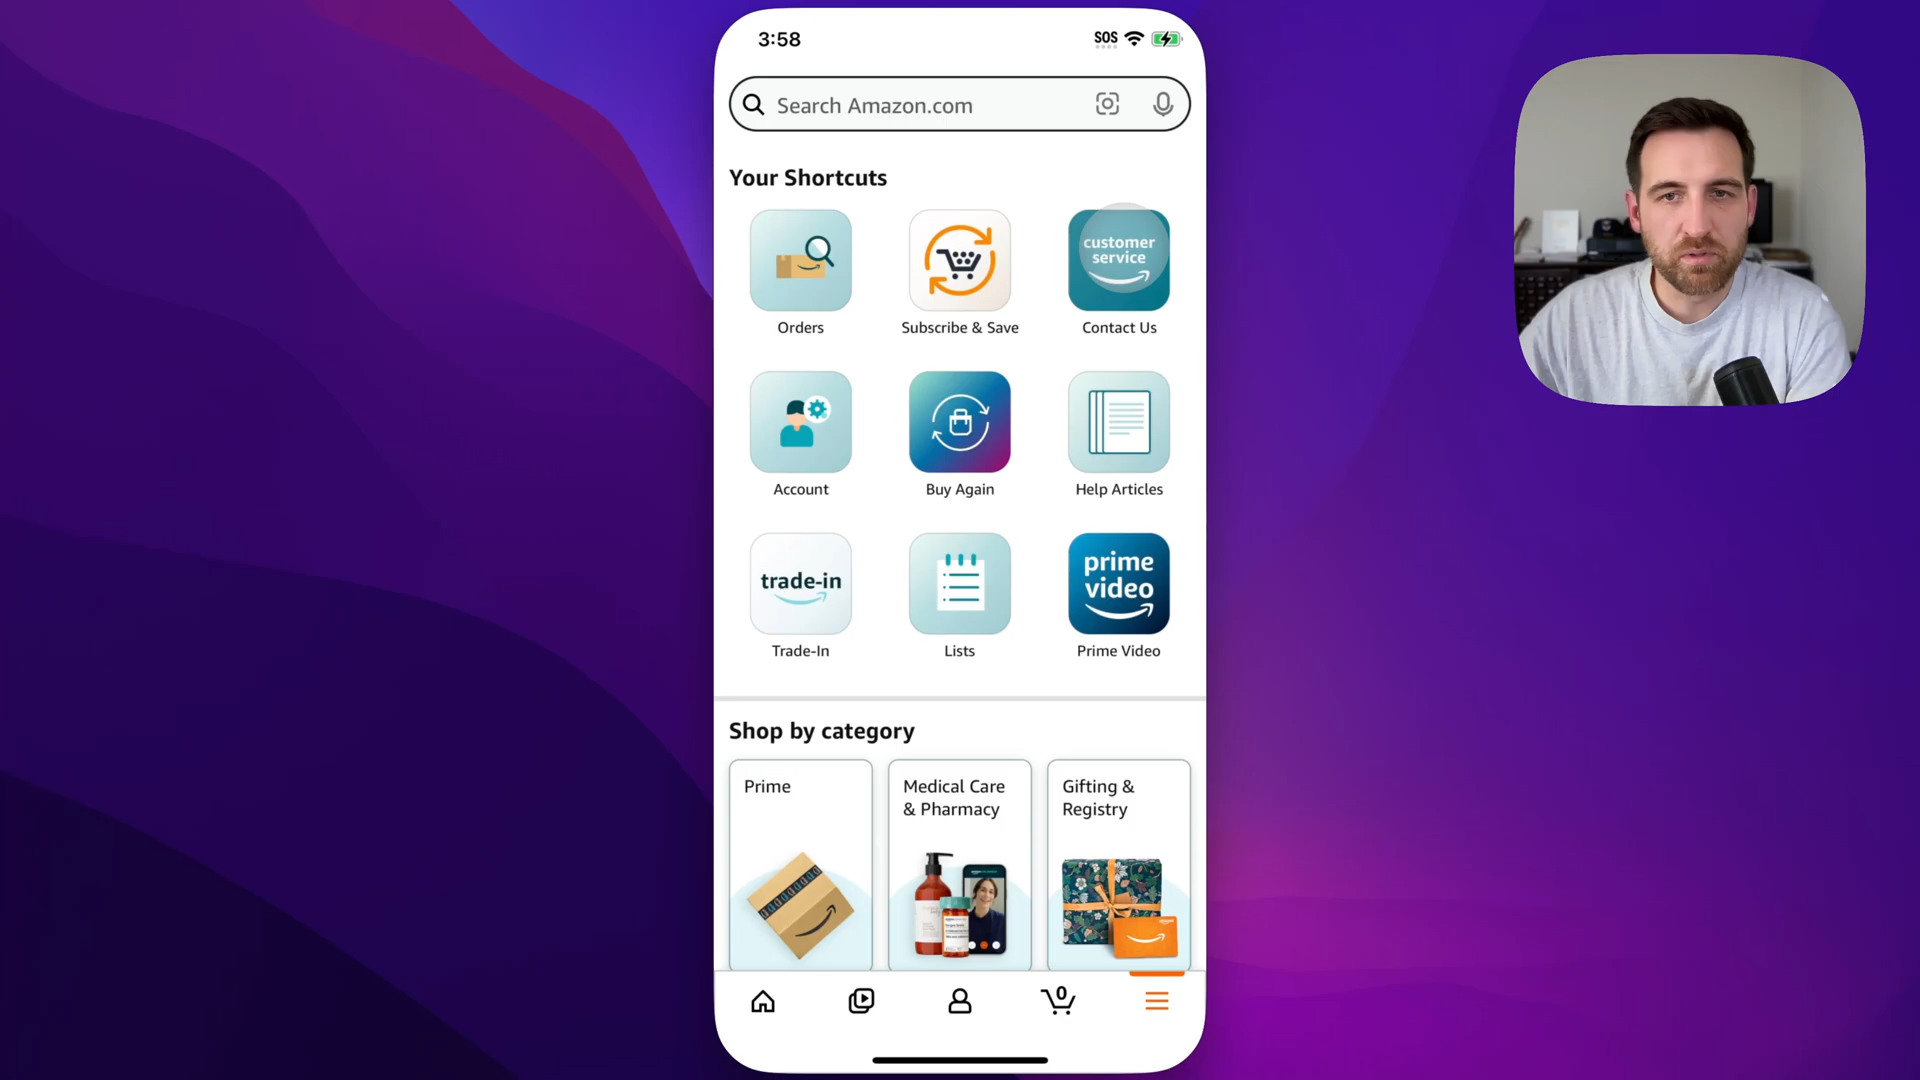 3:58
SOS
Search Amazon.com
Your Shortcuts
customer
service
Orders
Subscribe & Save
Contact Us
Account
Buy Again
Help Articles
trade-in
prime
video
Trade-In
Lists
Prime Video
Shop by category
Prime
Medical Care
& Pharmacy
Gifting &
Registry
0